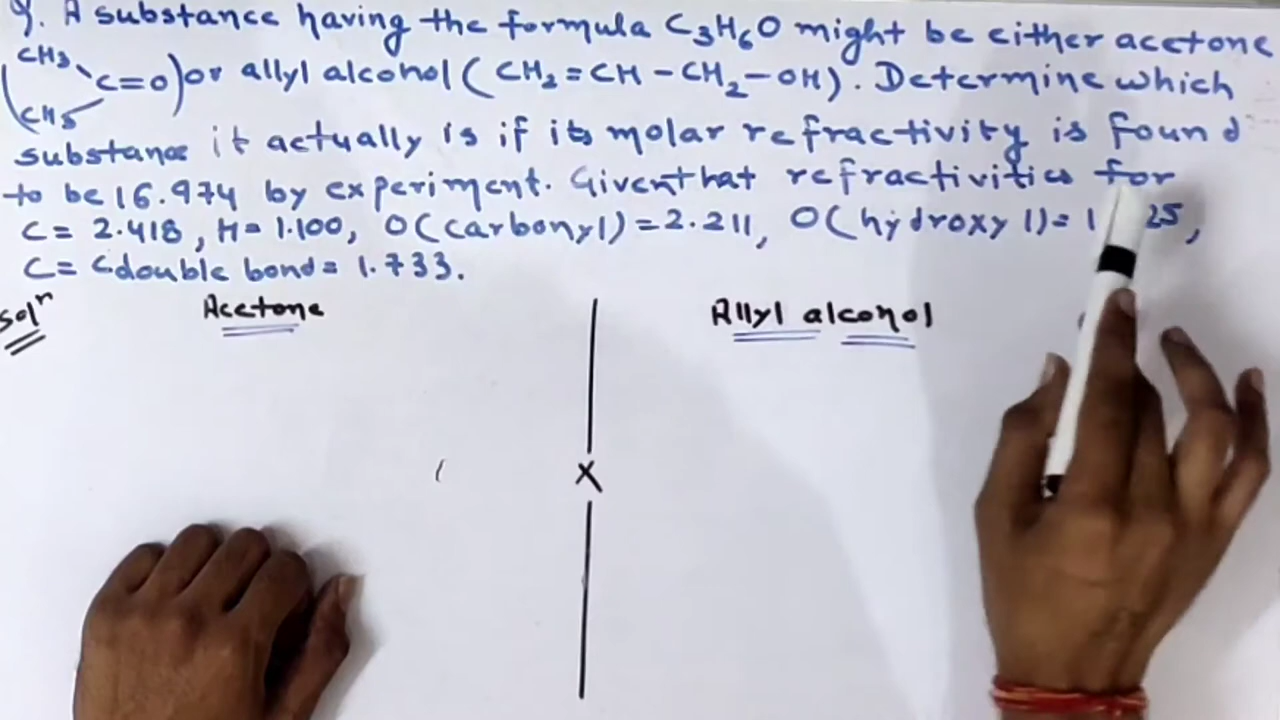 Q. A substance having the formula C₃H₆O might be either acetone
(CH₃ CH₃ C=O) or allyl alcohol (CH₂=CH-CH₂-OH). Determine which
substance it actually is if its molar refractivity is found
to be 16.974 by experiment. Given that refractivities for
C= 2.418, H= 1.100, O(carbonyl)=2.211, O(hydroxyl)= 1 25,
C= C double bond= 1.733.
Solⁿ Acetone Allyl alcohol
X